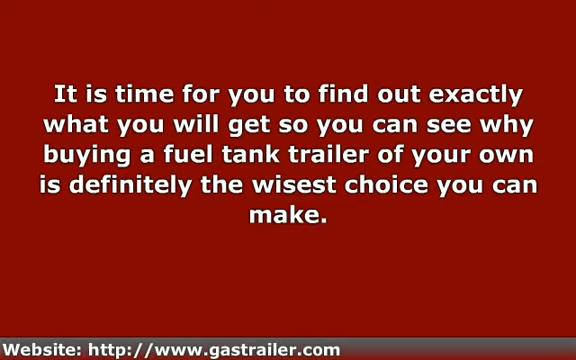 It is time for you to find out exactly
what you will get so you can see why
buying a fuel tank trailer of your own
is definitely the wisest choice you can
make.
Website: http://www.gastrailer.com